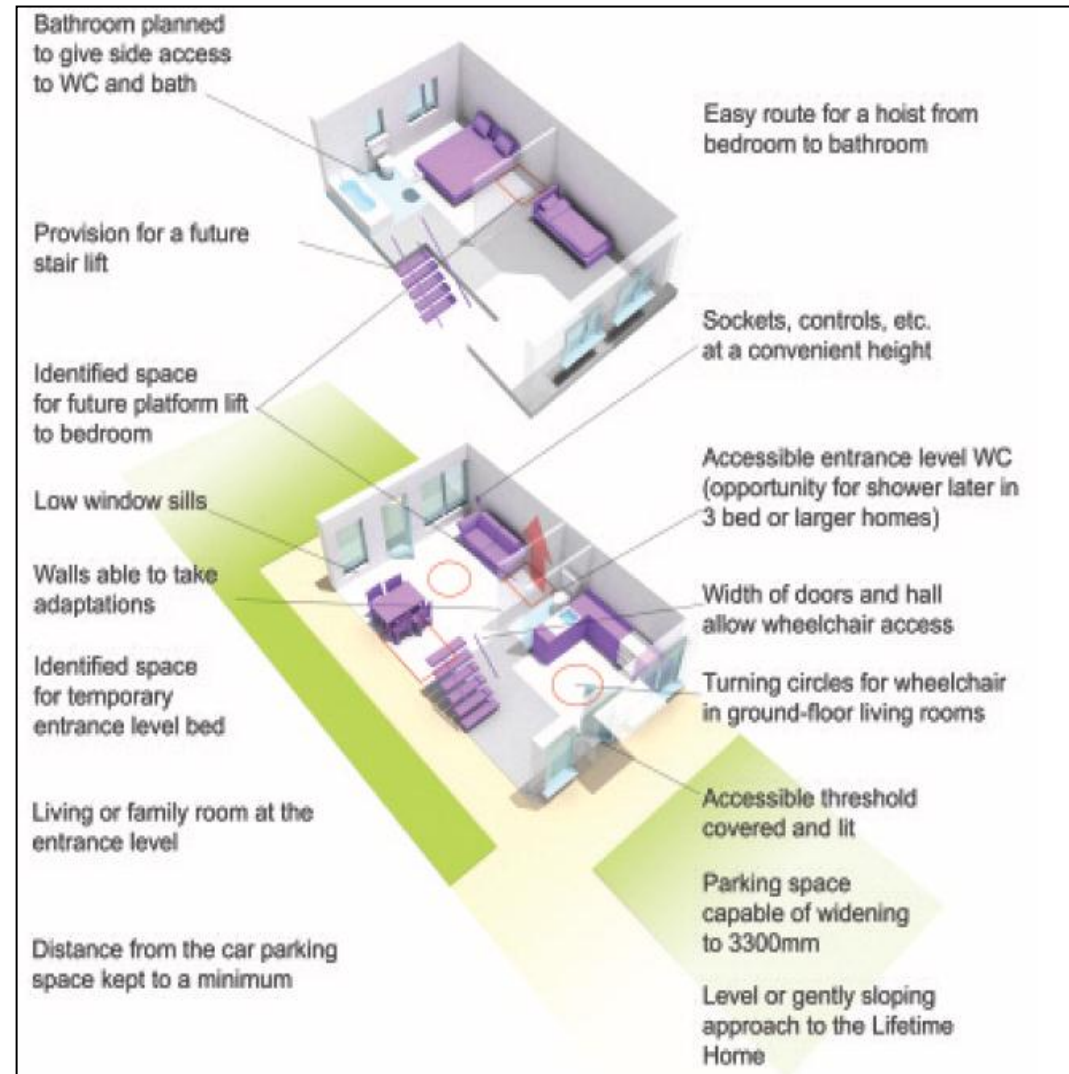 Bathroom planned
to give side access
to WC and bath
Provision for a future
stair lift
Identified space
for future platform lift
to bedroom
Low window sills
Walls able to take
adaptations
Identified space
for temporary
entrance level bed
Living or family room at the
entrance level
Distance from the car parking
space kept to a minimum
Easy route for a hoist from
bedroom to bathroom
Sockets, controls, etc.
at a convenient height
Accessible entrance level WC
(opportunity for shower later in
3 bed or larger homes)
Width of doors and hall
allow wheelchair access
Turning circles for wheelchair
in ground-floor living rooms
Accessible threshold
covered and lit
Parking space
capable of widening
to 3300mm
Level or gently sloping
approach to the Lifetime
Home